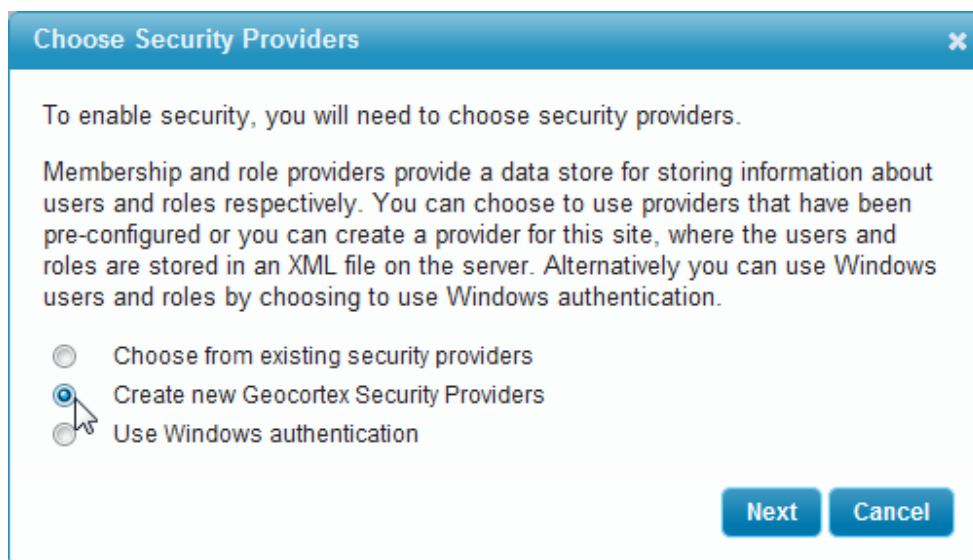 Choose Security Providers
To enable security, you will need to choose security providers.
Membership and role providers provide a data store for storing information about
users and roles respectively. You can choose to use providers that have been
pre-configured or you can create a provider for this site, where the users and
roles are stored in an XML file on the server. Alternatively you can use Windows
users and roles by choosing to use Windows authentication.
Choose from existing security providers
Create new Geocortex Security Providers
Use Windows authentication
Next Cancel